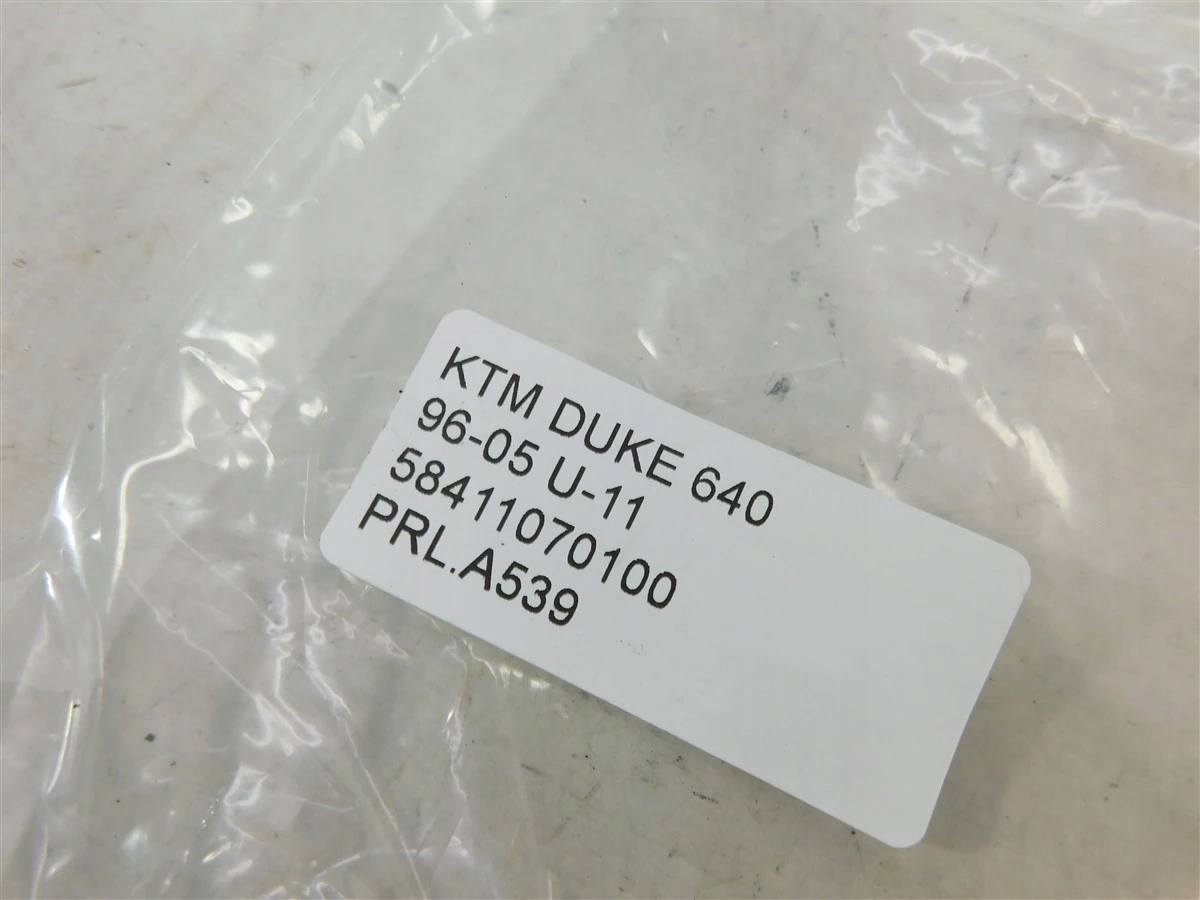 KTM DUKE 640
96-05 U-11
58411070100
PRL.A539